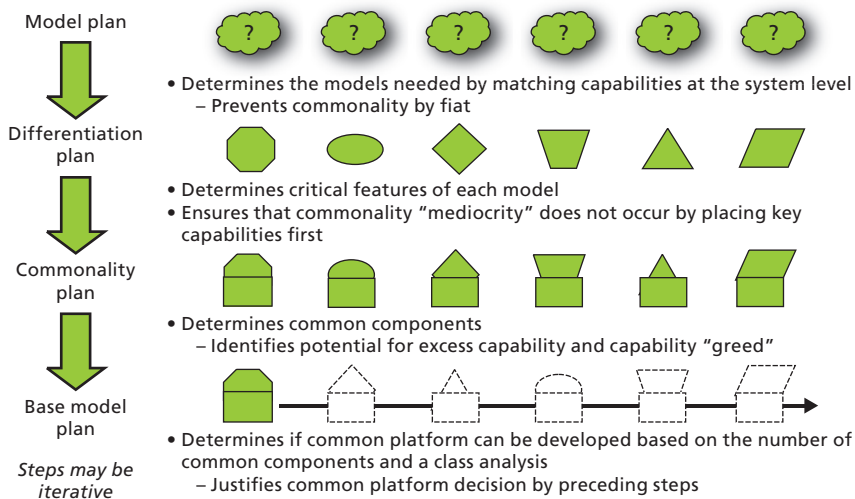 Model plan
? ? ? ? ? ?
• Determines the models needed by matching capabilities at the system level
– Prevents commonality by fiat
Differentiation
plan
• Determines critical features of each model
• Ensures that commonality “mediocrity” does not occur by placing key
capabilities first
Commonality
plan
• Determines common components
– Identifies potential for excess capability and capability “greed”
Base model
plan
• Determines if common platform can be developed based on the number of
common components and a class analysis
– Justifies common platform decision by preceding steps
Steps may be
iterative